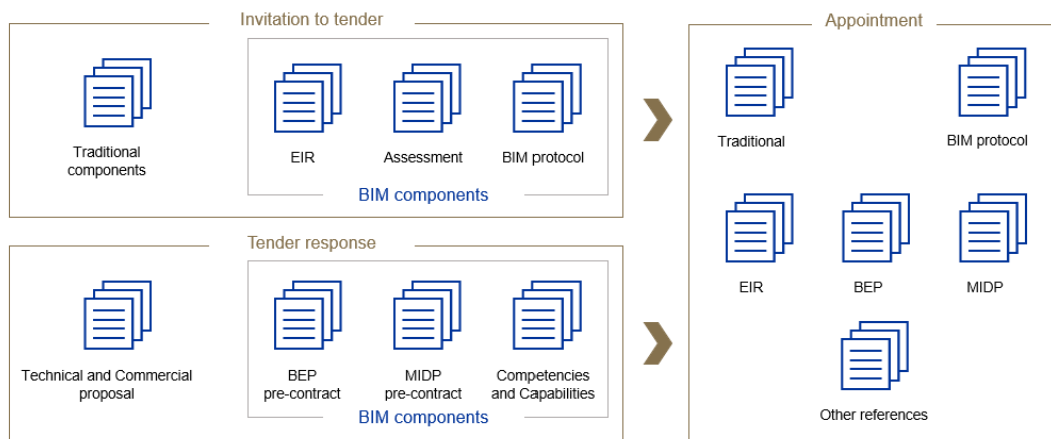 Invitation to tender
Traditional
components
EIR
Assessment
BIM protocol
BIM components
Tender response
Technical and Commercial
proposal
BEP
pre-contract
MIDP
pre-contract
Competencies
and Capabilities
BIM components
Appointment
Traditional
BIM protocol
EIR
BEP
MIDP
Other references